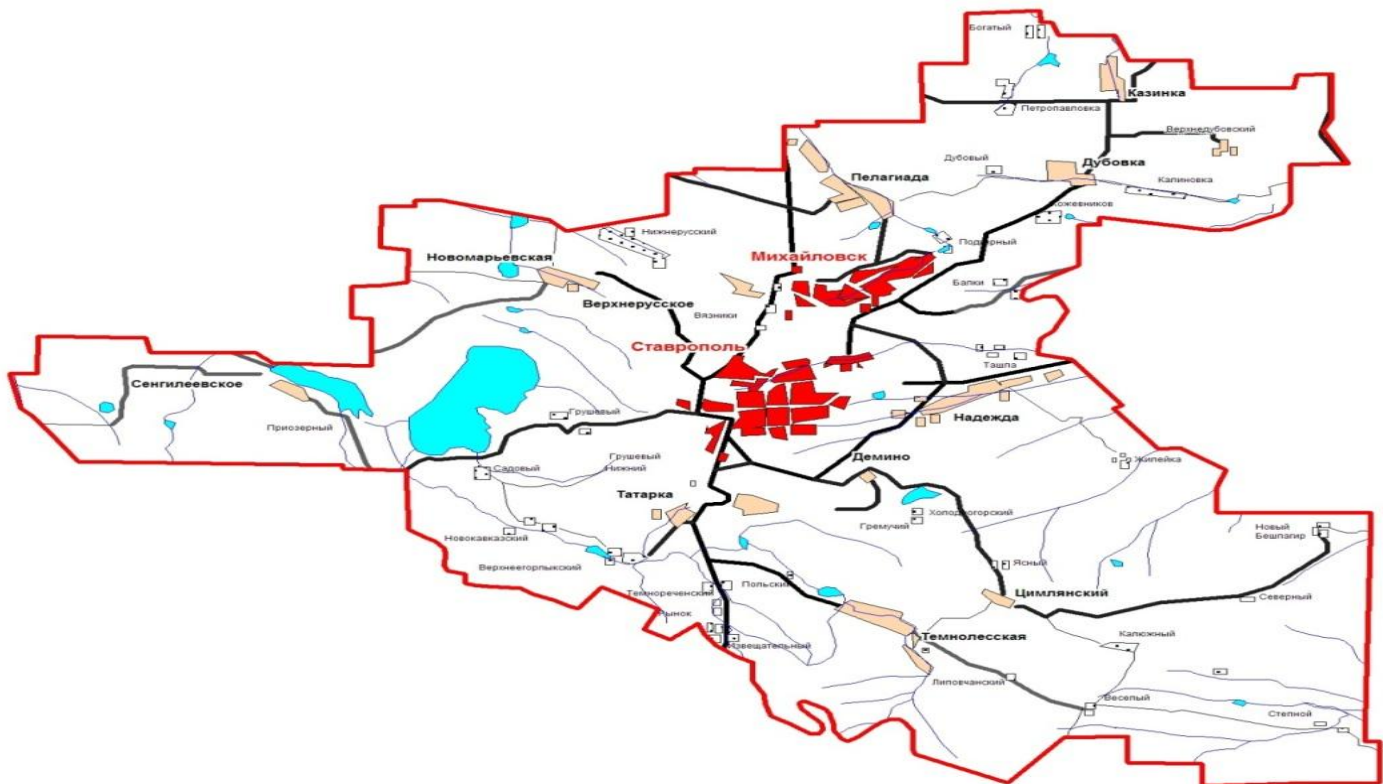 Богатый
Казинка
Петропавловка
Верхнедубовский
Дубовый
Дубовка
Пелагиада
Калиновка
Кожевников
Нижнерусский
Подгорный
Михайловск
Новомарьевская
Балки
Верхнерусское
Вязники
Ставрополь
Ташла
Сенгилеевское
Грушевый
Надежда
Приозерный
Грушевый
Нижний
Демино
Жилейка
Садовый
Татарка
Холодногорский
Гремучий
Новый
Бешпагир
Новокавказский
Верхнеегорлыкский
Ясный
Польский
Темнореченский
Цимлянский
Северный
Рынок
Темнолесская
Калюжный
Извещательный
Липовчанский
Веселый
Степной